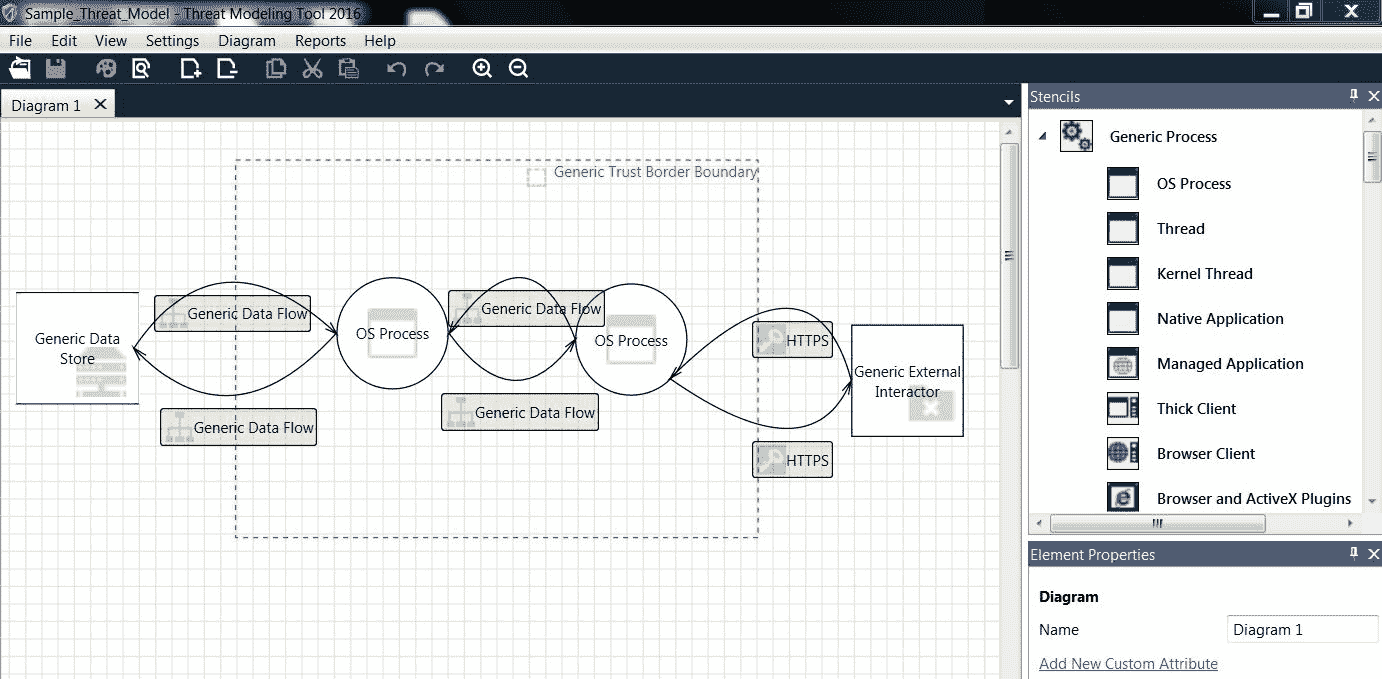 Sample_Threat_Model - Threat Modeling Tool 2016
File Edit View Settings Diagram Reports Help
Diagram 1
Generic Trust Border Boundary
Generic Data
Store
Generic Data Flow
Generic Data Flow
OS Process
Generic Data Flow
Generic Data Flow
OS Process
HTTPS
HTTPS
Generic External
Interactor
Stencils
Generic Process
OS Process
Thread
Kernel Thread
Native Application
Managed Application
Thick Client
Browser Client
Browser and ActiveX Plugins
Element Properties
Diagram
Name Diagram 1
Add New Custom Attribute